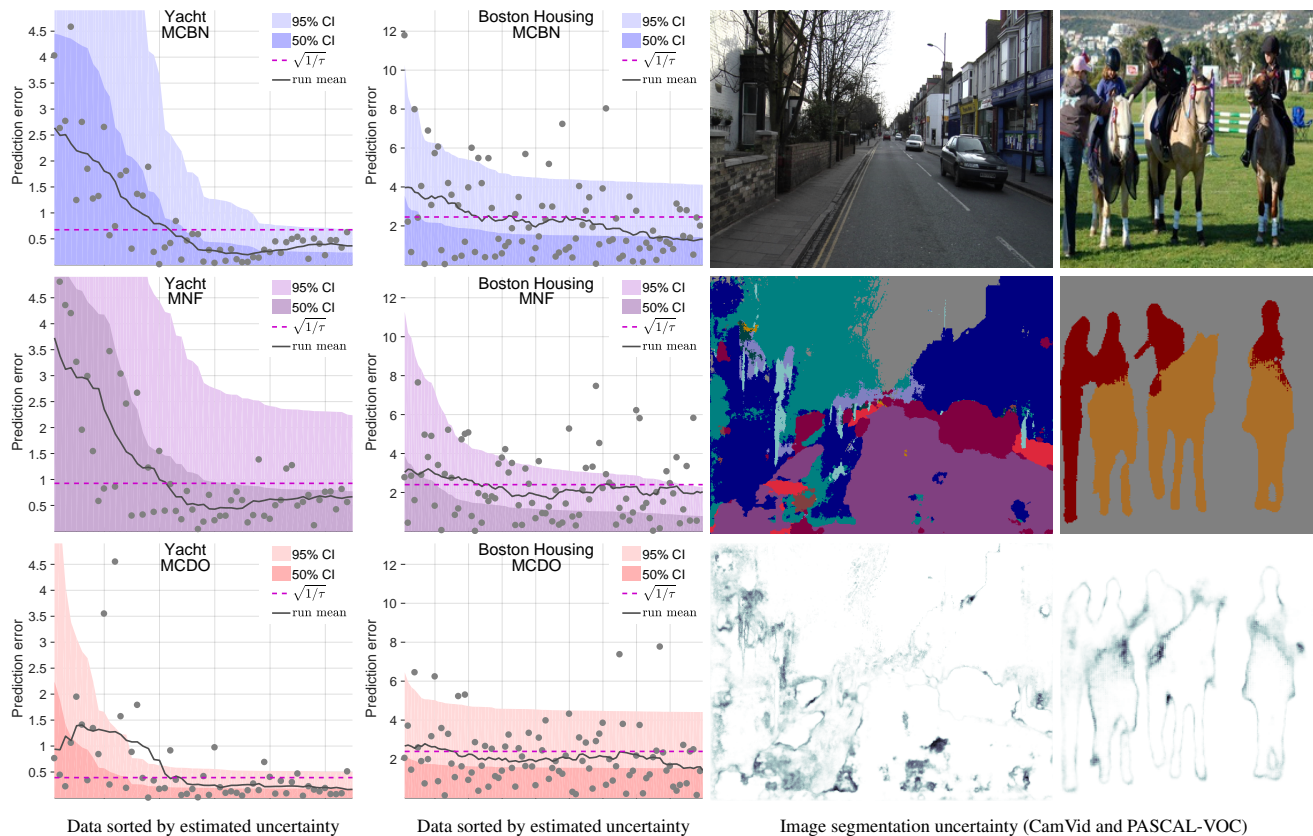 Yacht
MCBN
Prediction error
4.5
4
3.5
3
2.5
2
1.5
1
0.5
95% CI
50% CI
√1/τ
run mean
Boston Housing
MCBN
Prediction error
12
10
8
6
4
2
95% CI
50% CI
√1/τ
run mean
Yacht
MNF
Prediction error
4.5
4
3.5
3
2.5
2
1.5
1
0.5
95% CI
50% CI
√1/τ
run mean
Boston Housing
MNF
Prediction error
12
10
8
6
4
2
95% CI
50% CI
√1/τ
run mean
Yacht
MCDO
Prediction error
4.5
4
3.5
3
2.5
2
1.5
1
0.5
95% CI
50% CI
√1/τ
run mean
Boston Housing
MCDO
Prediction error
12
10
8
6
4
2
95% CI
50% CI
√1/τ
run mean
Data sorted by estimated uncertainty
Data sorted by estimated uncertainty
Image segmentation uncertainty (CamVid and PASCAL-VOC)